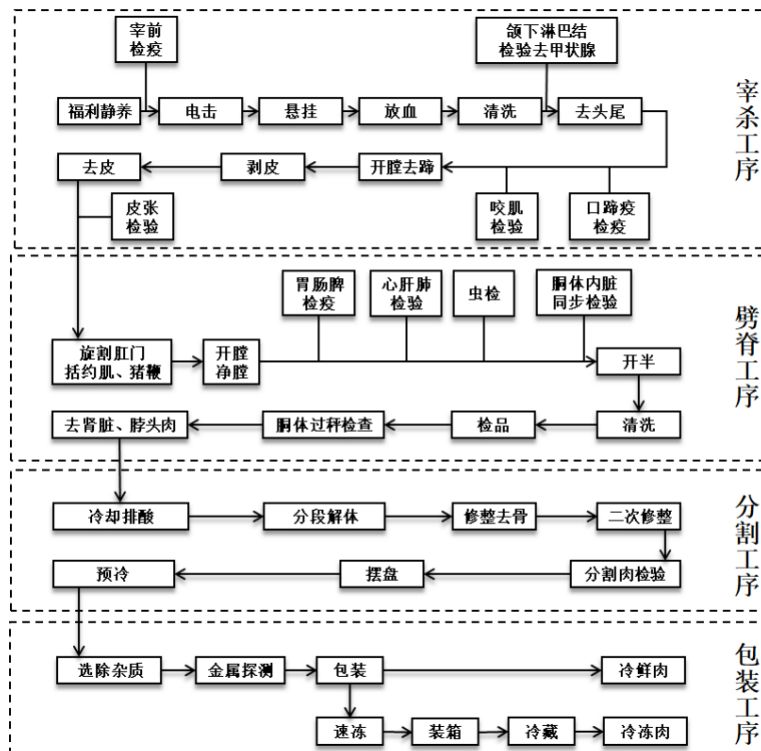 宰前
检疫
颌下淋巴结
检验去甲状腺
福利静养
电击
悬挂
放血
清洗
去头尾
去皮
剥皮
开膛去蹄
皮张
检验
咬肌
检验
口蹄疫
检疫
宰杀工序
胃肠脾
检疫
心肝肺
检验
虫检
胴体内脏
同步检验
旋割肛门
括约肌、猪鞭
开膛
净膛
开半
去肾脏、脖头肉
胴体过秤检查
检品
清洗
劈脊工序
冷却排酸
分段解体
修整去骨
二次修整
预冷
摆盘
分割肉检验
分割工序
选除杂质
金属探测
包装
冷鲜肉
速冻
装箱
冷藏
冷冻肉
包装工序